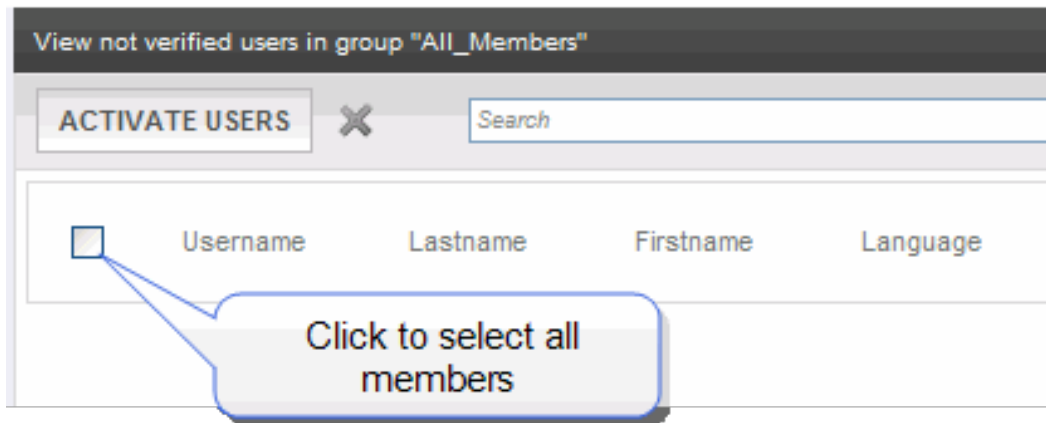 View not verified users in group "All_Members"
ACTIVATE USERS Search
Username Lastname Firstname Language
Click to select all
members